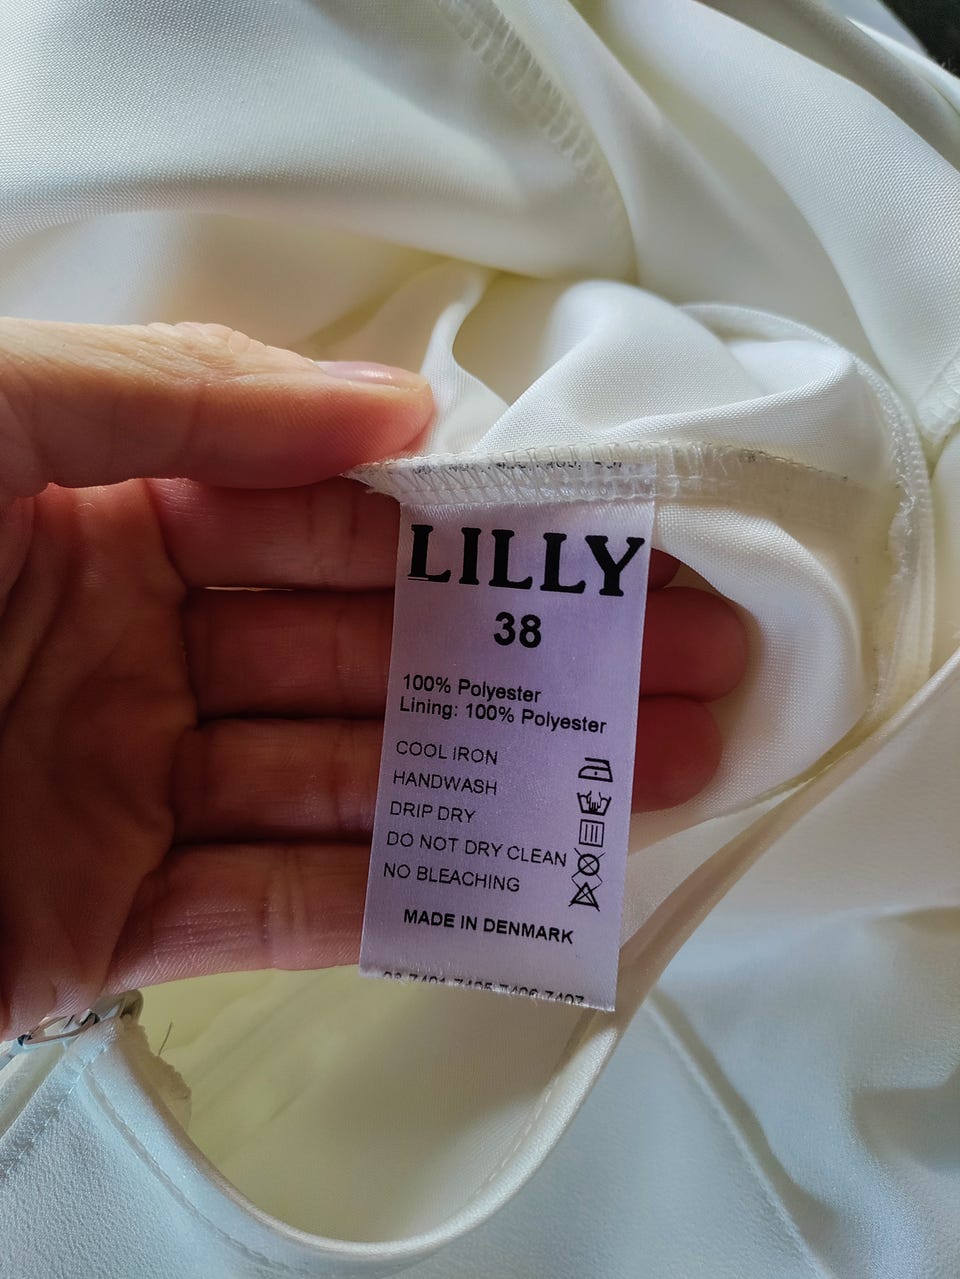 LILLY
38
100% Polyester
Lining: 100% Polyester
COOL IRON
HANDWASH
DRIP DRY
DO NOT DRY CLEAN
NO BLEACHING
MADE IN DENMARK